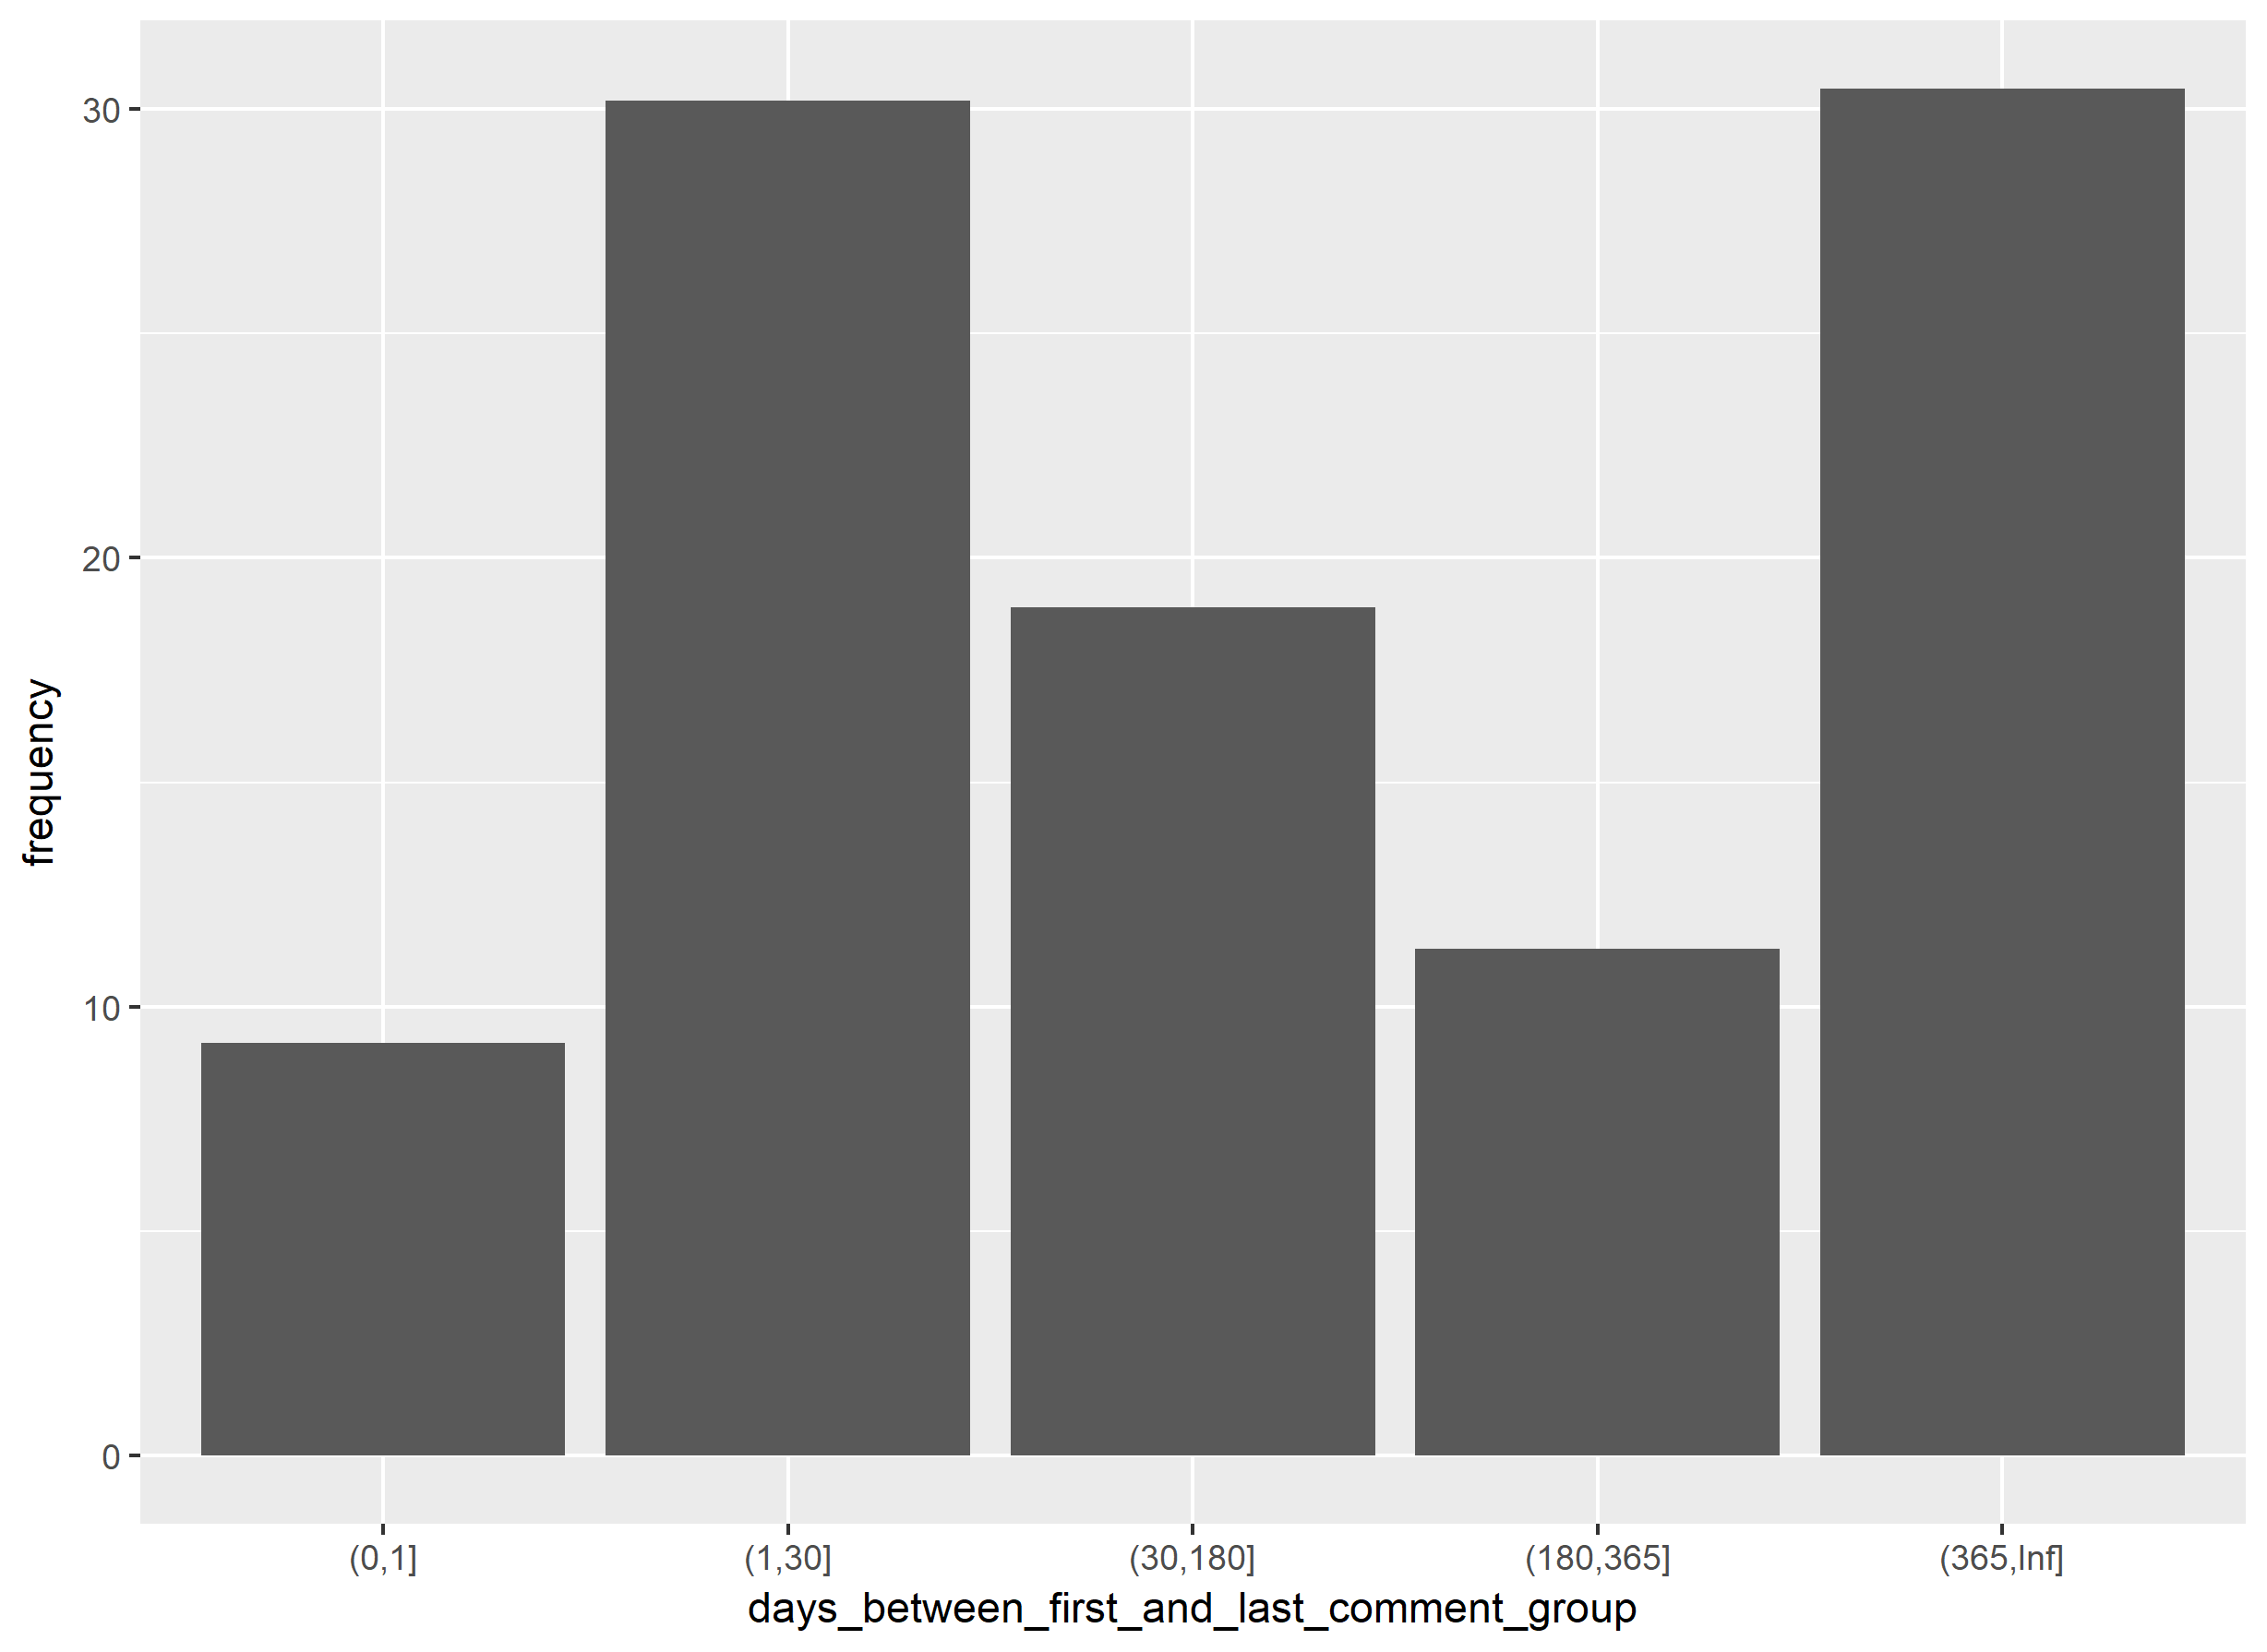 30
20
10
0
frequency
(0,1]
(1,30]
(30,180]
(180,365]
(365,Inf]
days_between_first_and_last_comment_group